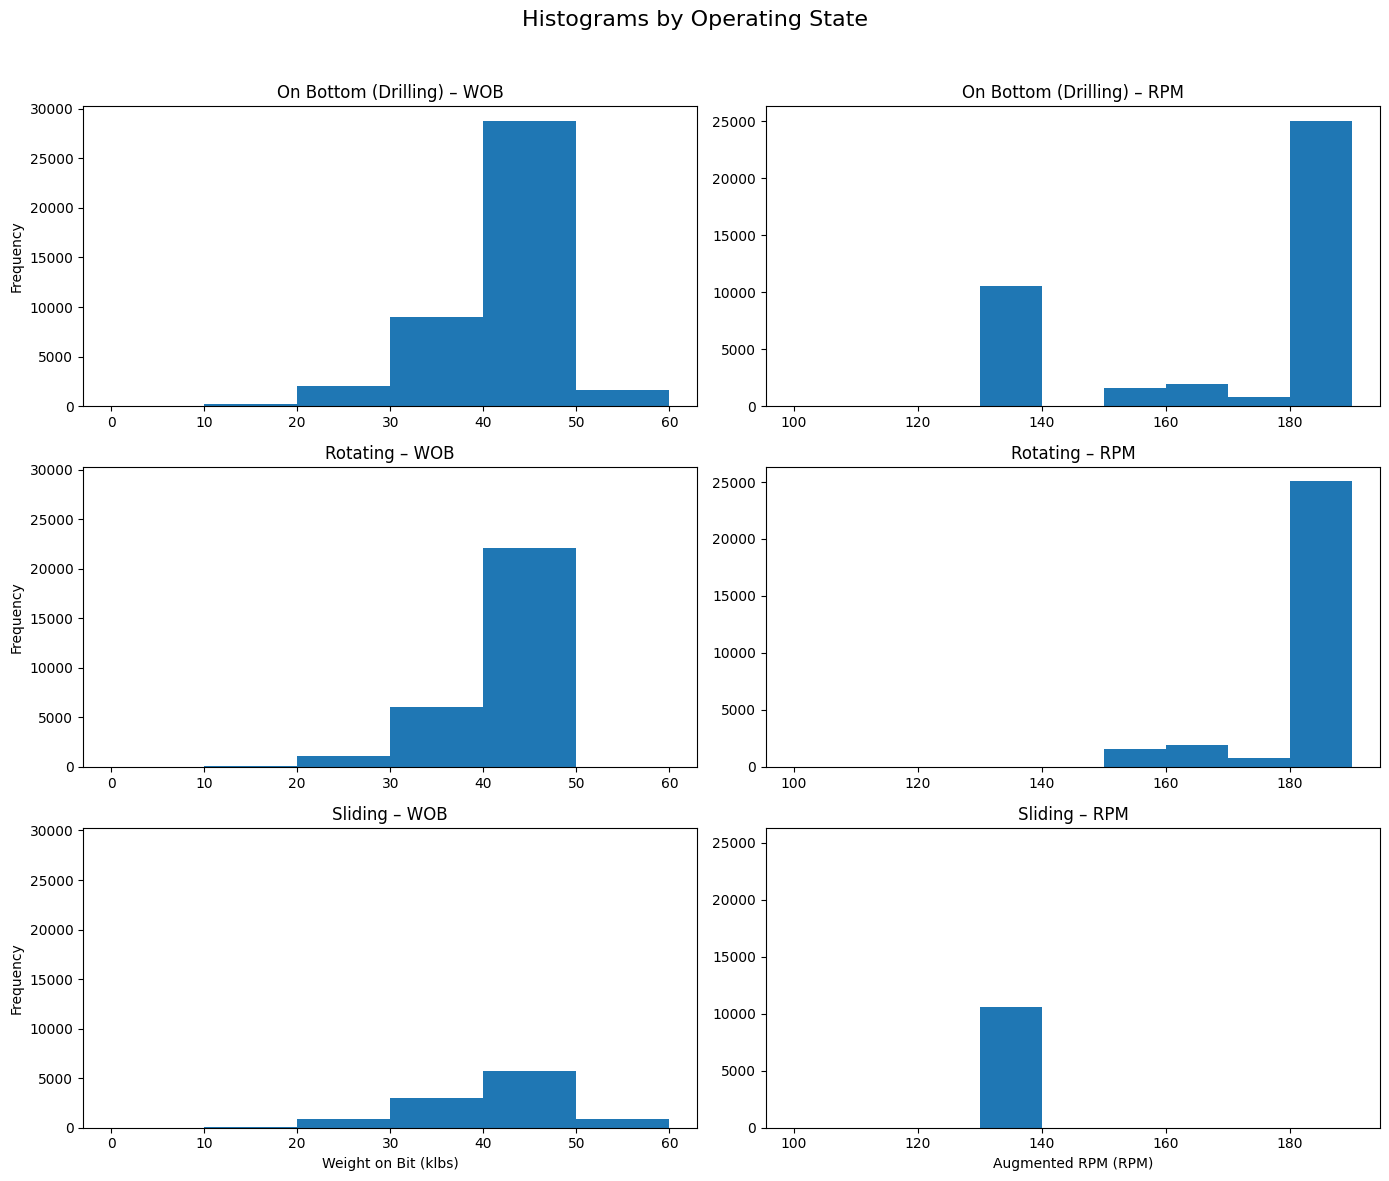 Histograms by Operating State
On Bottom (Drilling) – WOB
Frequency
30000
25000
20000
15000
10000
5000
0
0 10 20 30 40 50 60
On Bottom (Drilling) – RPM
25000
20000
15000
10000
5000
0
100 120 140 160 180
Rotating – WOB
Frequency
30000
25000
20000
15000
10000
5000
0
0 10 20 30 40 50 60
Rotating – RPM
25000
20000
15000
10000
5000
0
100 120 140 160 180
Sliding – WOB
Frequency
30000
25000
20000
15000
10000
5000
0
0 10 20 30 40 50 60
Weight on Bit (klbs)
Sliding – RPM
25000
20000
15000
10000
5000
0
100 120 140 160 180
Augmented RPM (RPM)